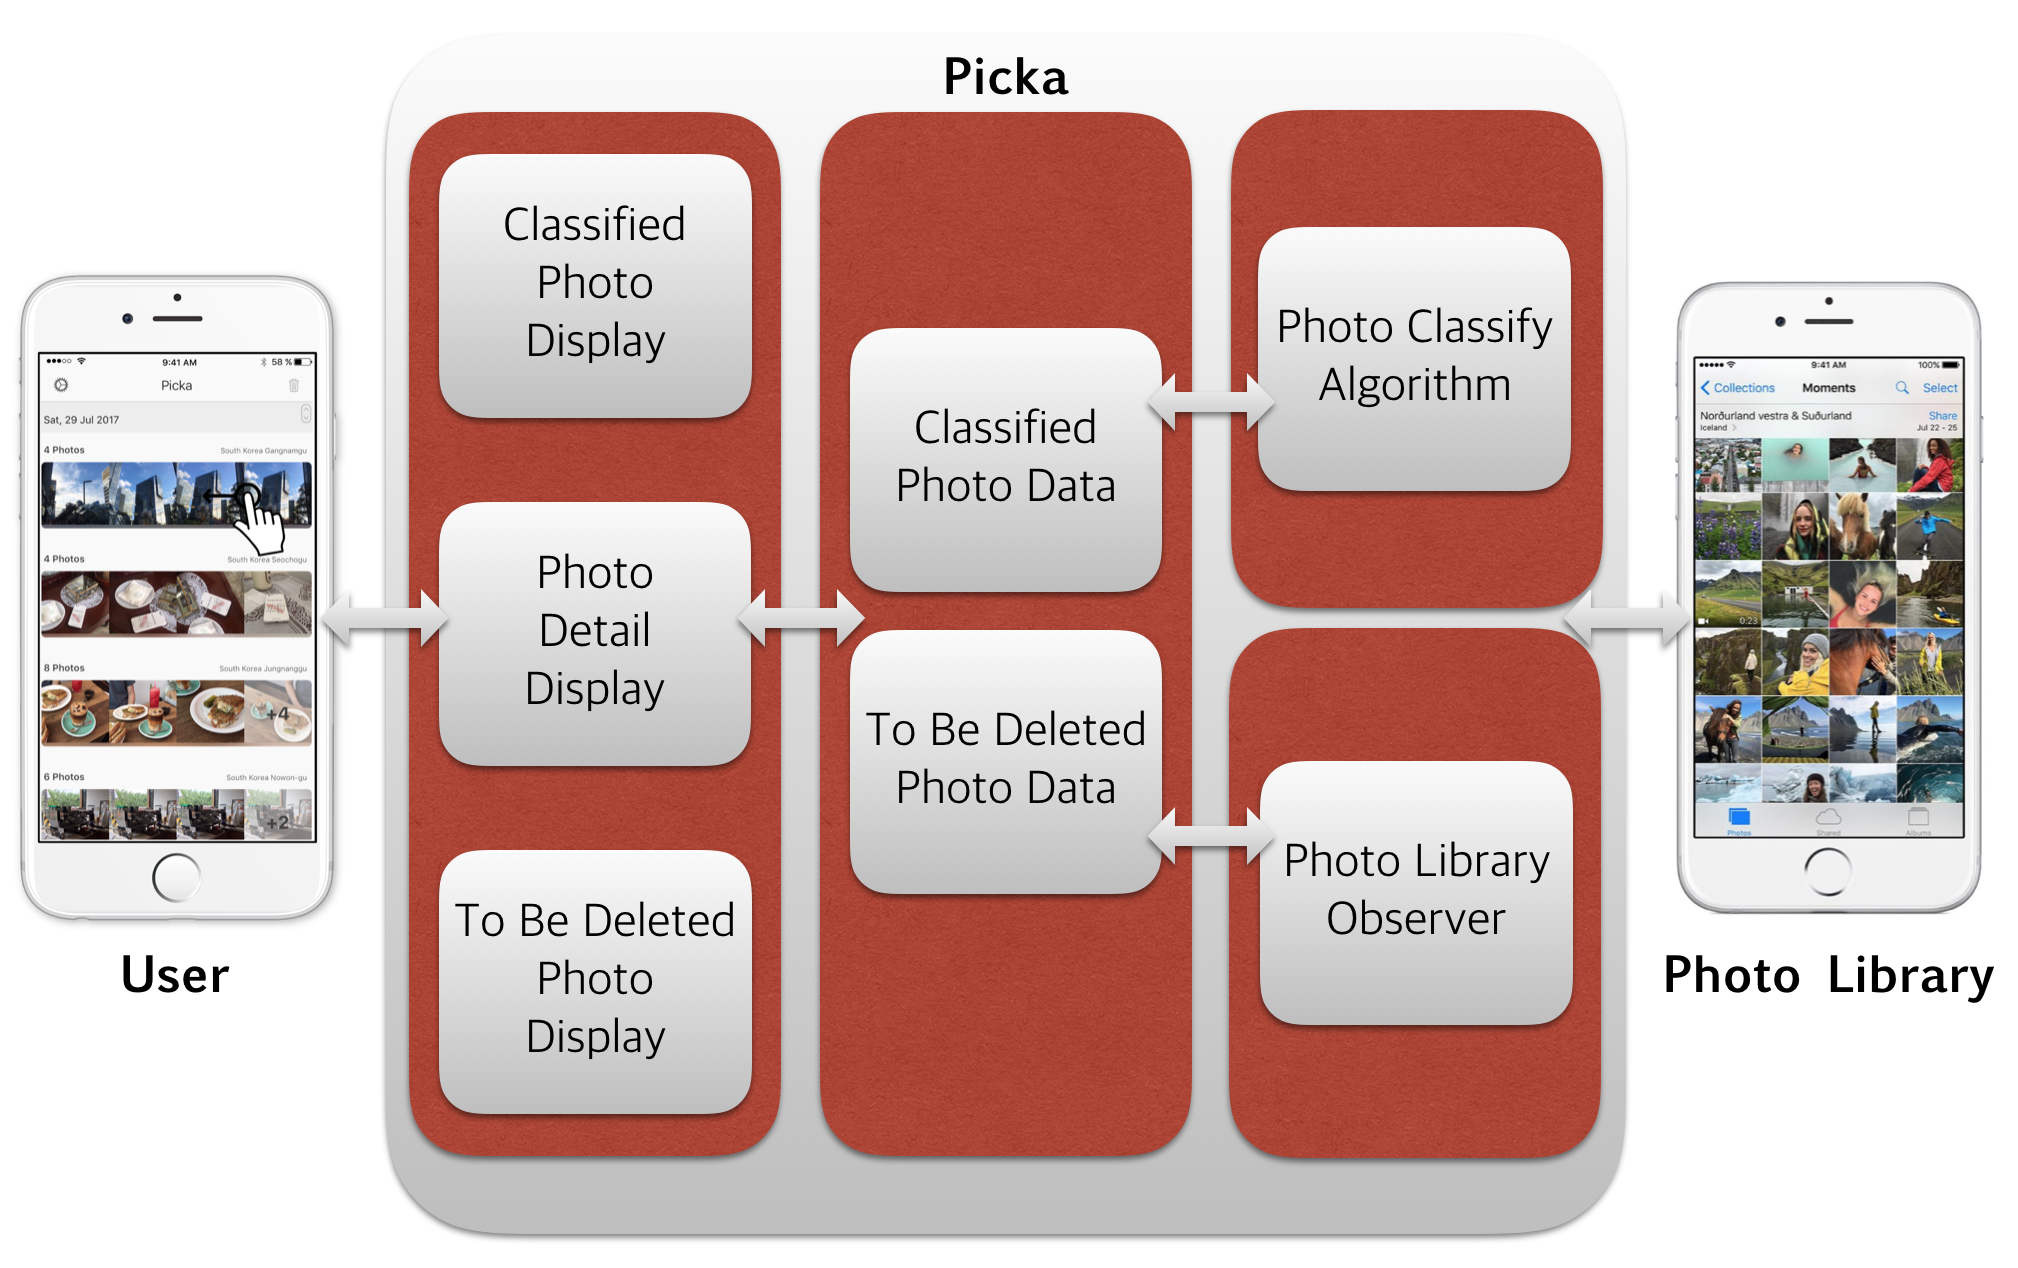 Picka
Classified
Photo
Display
Photo
Detail
Display
To Be Deleted
Photo
Display
Classified
Photo Data
To Be Deleted
Photo Data
Photo Classify
Algorithm
Photo Library
Observer
9:41 AM
58 %
Picka
Sat, 29 Jul 2017
4 Photos
South Korea Gangnamgu
4 Photos
South Korea Seochogu
8 Photos
South Korea Jungnanggu
+4
6 Photos
South Korea Nowon-gu
+2
User
9:41 AM
100%
Collections
Moments
Select
Norðurland vestra & Suðurland
Share
Iceland
Jul 22 - 25
0:23
Photos
Shared
Albums
Photo Library